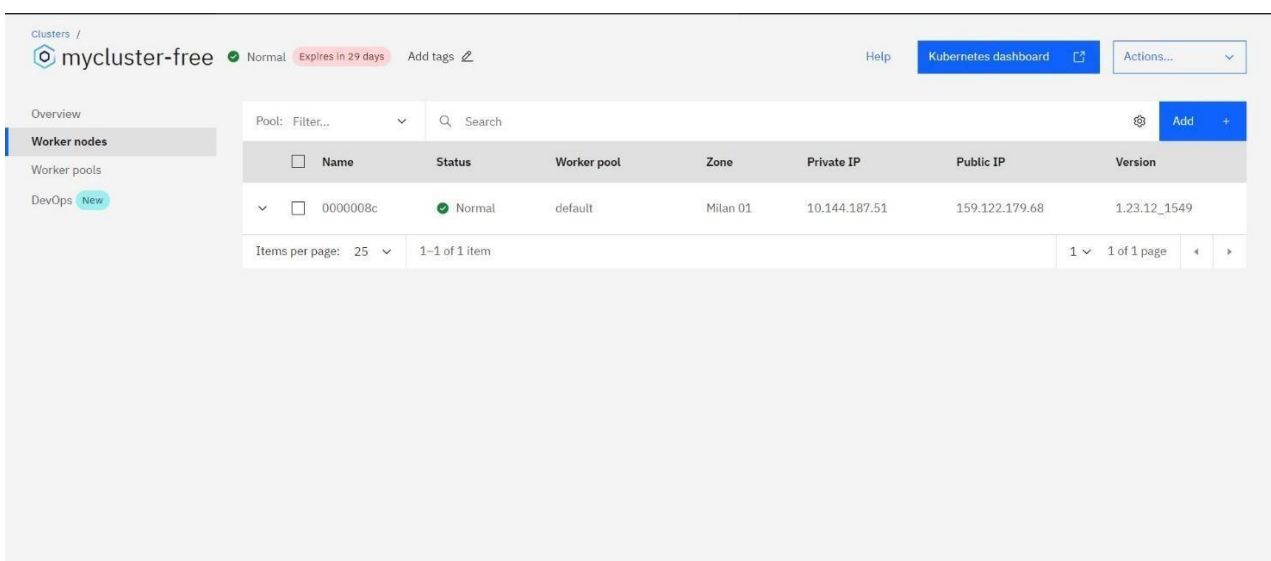 Clusters /
mycluster-free Normal Expires in 29 days Add tags Help Kubernetes dashboard Actions...
Overview
Worker nodes
Worker pools
DevOps New
Pool: Filter... Search Add +
Name Status Worker pool Zone Private IP Public IP Version
0000008c Normal default Milan 01 10.144.187.51 159.122.179.68 1.23.12_1549
Items per page: 25 1–1 of 1 item 1 1 of 1 page